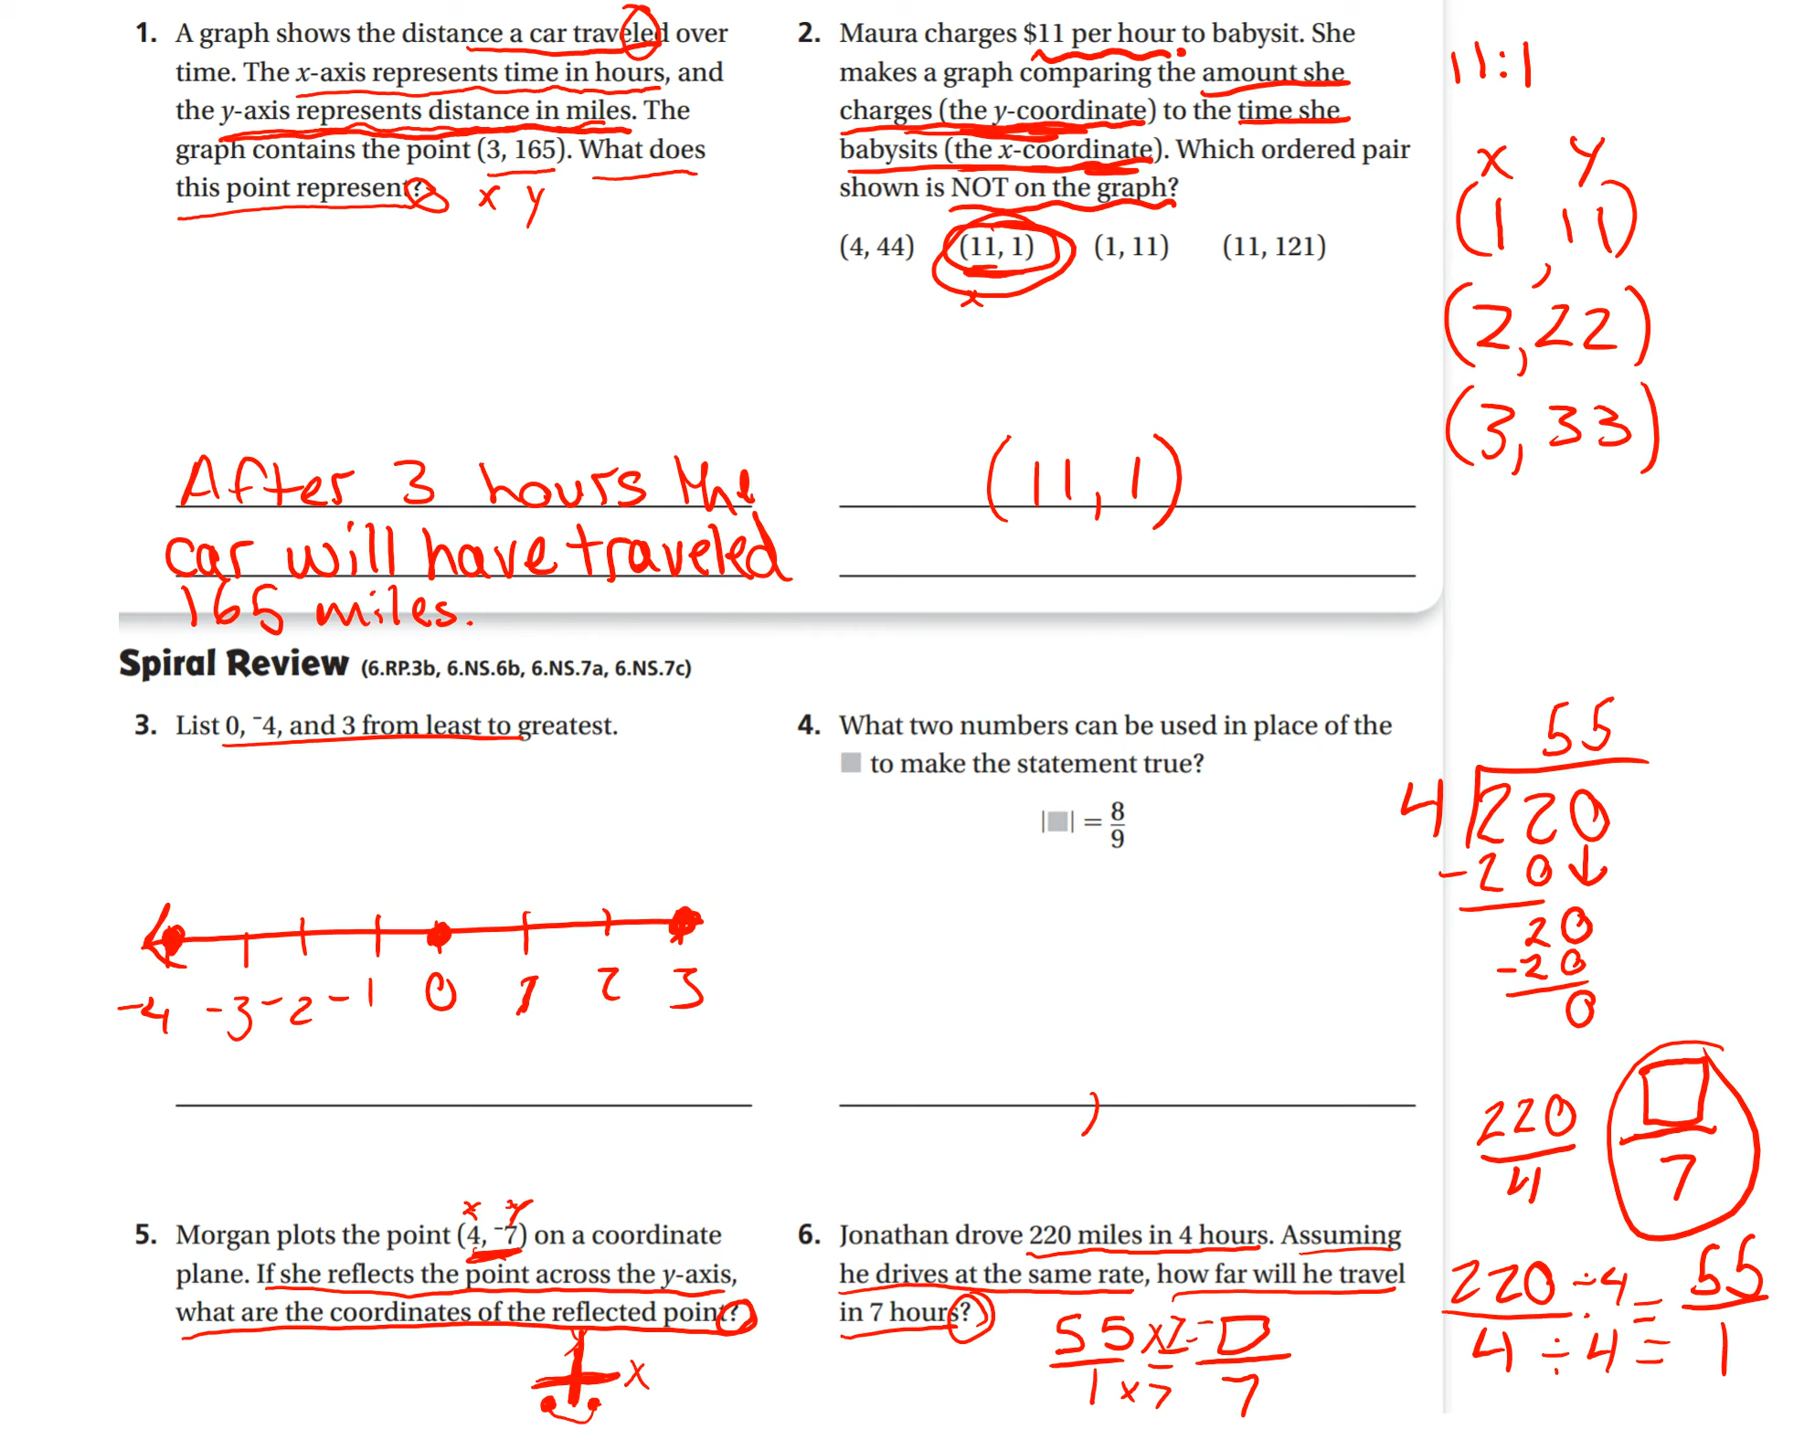 1. A graph shows the distance a car traveled over
time. The x-axis represents time in hours, and
the y-axis represents distance in miles. The
graph contains the point (3, 165). What does
this point represent?
x y
After 3 hours the
car will have traveled
165 miles.
2. Maura charges $11 per hour to babysit. She
makes a graph comparing the amount she
charges (the y-coordinate) to the time she
babysits (the x-coordinate). Which ordered pair
shown is NOT on the graph?
(4, 44) (11, 1) (1, 11) (11, 121)
x
(11, 1)
11:1
x y
(1, 11)
(2, 22)
(3, 33)
Spiral Review (6.RP.3b, 6.NS.6b, 6.NS.7a, 6.NS.7c)
3. List 0, ⁻4, and 3 from least to greatest.
-4 -3 -2 -1 0 1 2 3
4. What two numbers can be used in place of the
■ to make the statement true?
|■| = 8/9
)
55
4 220
-20↓
20
-20
0
220/4 □/7
220 ÷4 = 55
4 ÷ 4 = 1
x y
5. Morgan plots the point (4, ⁻7) on a coordinate
plane. If she reflects the point across the y-axis,
what are the coordinates of the reflected point?
y
x
6. Jonathan drove 220 miles in 4 hours. Assuming
he drives at the same rate, how far will he travel
in 7 hours?
55 x7 = □
1 x 7 7